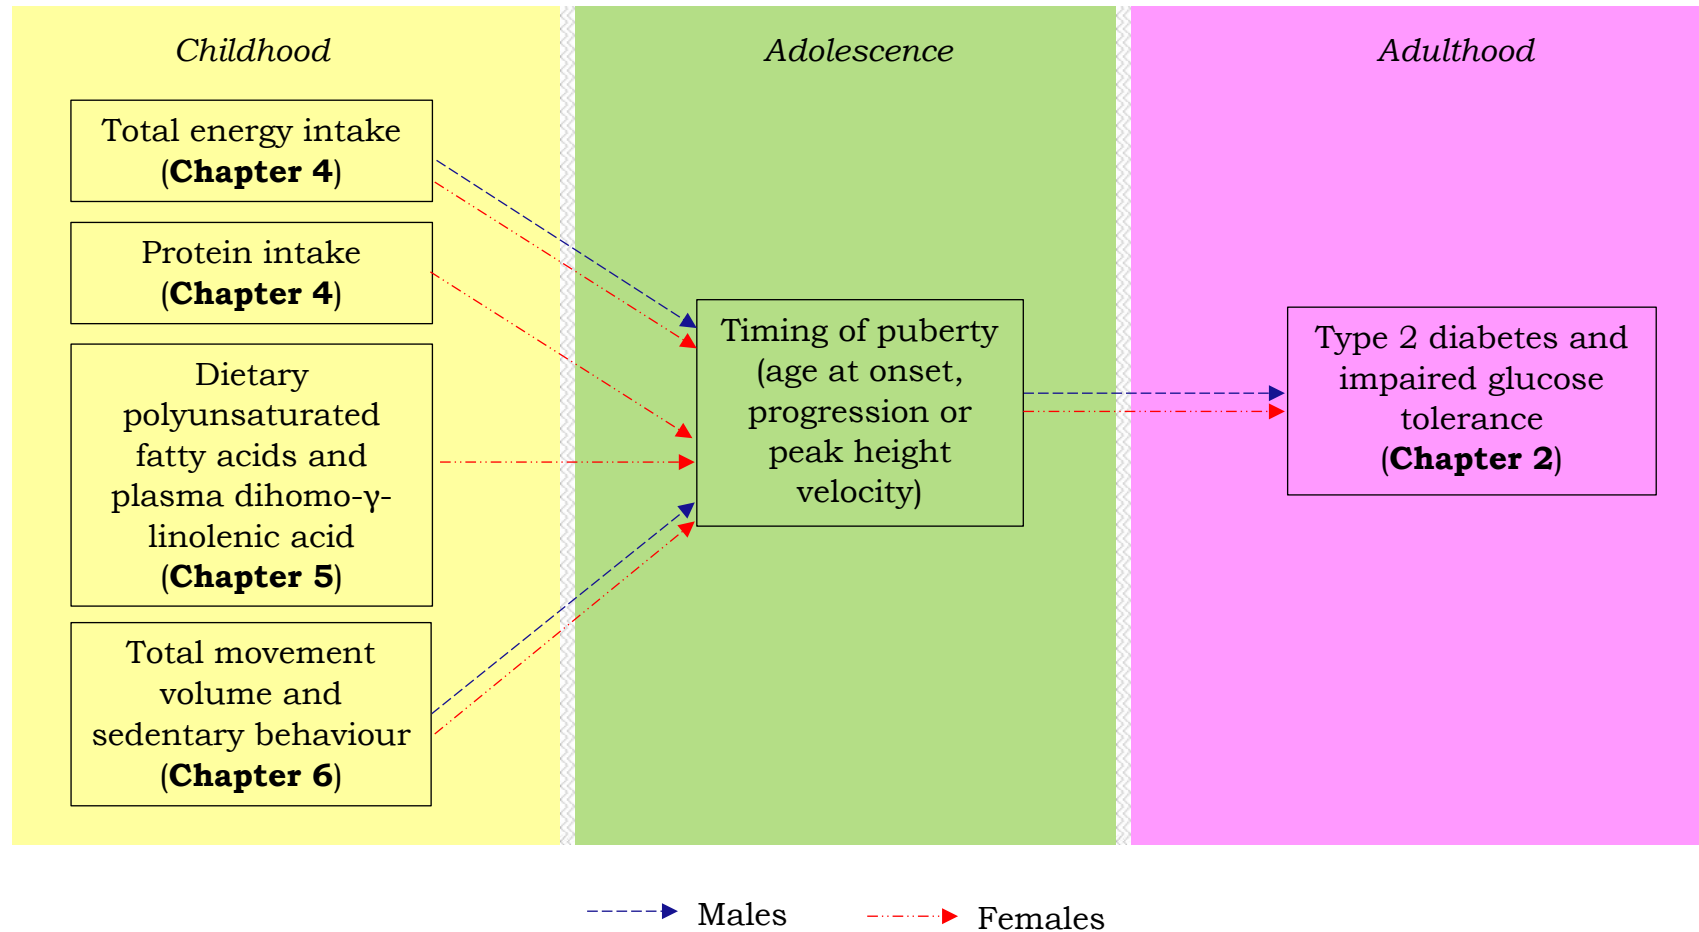 Childhood
Total energy intake
(Chapter 4)
Protein intake
(Chapter 4)
Dietary
polyunsaturated
fatty acids and
plasma dihomo-γ-
linolenic acid
(Chapter 5)
Total movement
volume and
sedentary behaviour
(Chapter 6)
Adolescence
Timing of puberty
(age at onset,
progression or
peak height
velocity)
Adulthood
Type 2 diabetes and
impaired glucose
tolerance
(Chapter 2)
Males
Females